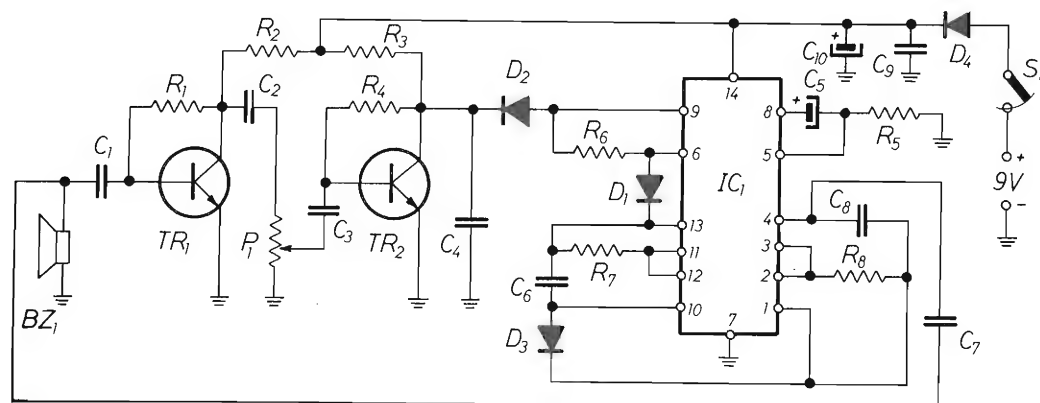 R2
R3
D2
C10
C9
D4
S
R1
C2
R4
C5
+
+
14
9
8
R5
R6
6
5
C1
D1
IC1
+
9V
-
C8
4
TR1
P1
C3
TR2
C4
13
3
11
R7
12
2
R8
C6
10
1
BZ1
D3
7
C7